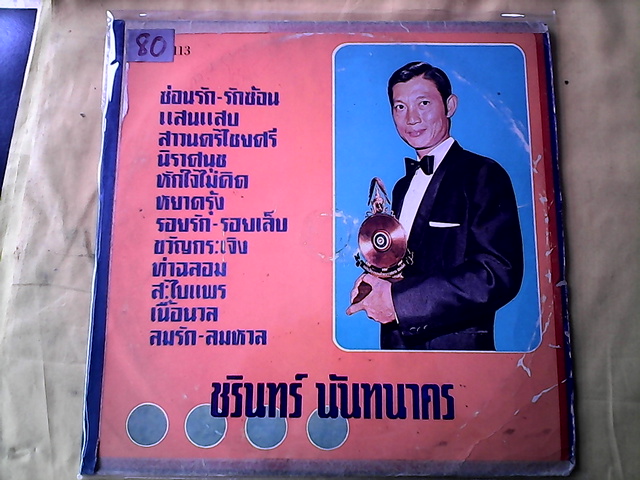 80
113
ซ่อนรัก-รักซ้อน
แสนแสบ
สาวนครไชยศรี
นิราศนุช
หักใจไม่คิด
หยาดรุ้ง
รอยรัก-รอยเล็บ
ขวัญกระเจิง
ท่าฉลอม
สไบแพร
เนื้อนวล
ลมรัก-ลมหวล
ชรินทร์ นันทนาคร